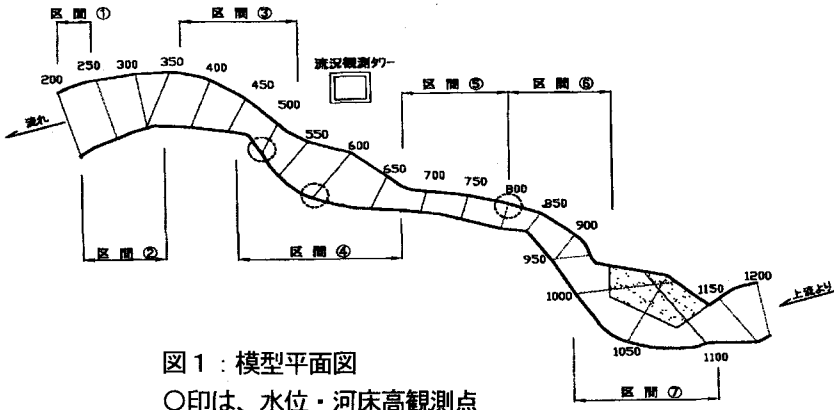 区間①
区間③
流況観測タワー
区間⑤
区間⑥
200
250
300
350
400
450
500
550
600
650
700
750
800
850
900
950
1000
1050
1100
1150
1200
流れ
上流より
区間②
区間④
区間⑦
図1：模型平面図
○印は、水位・河床高観測点